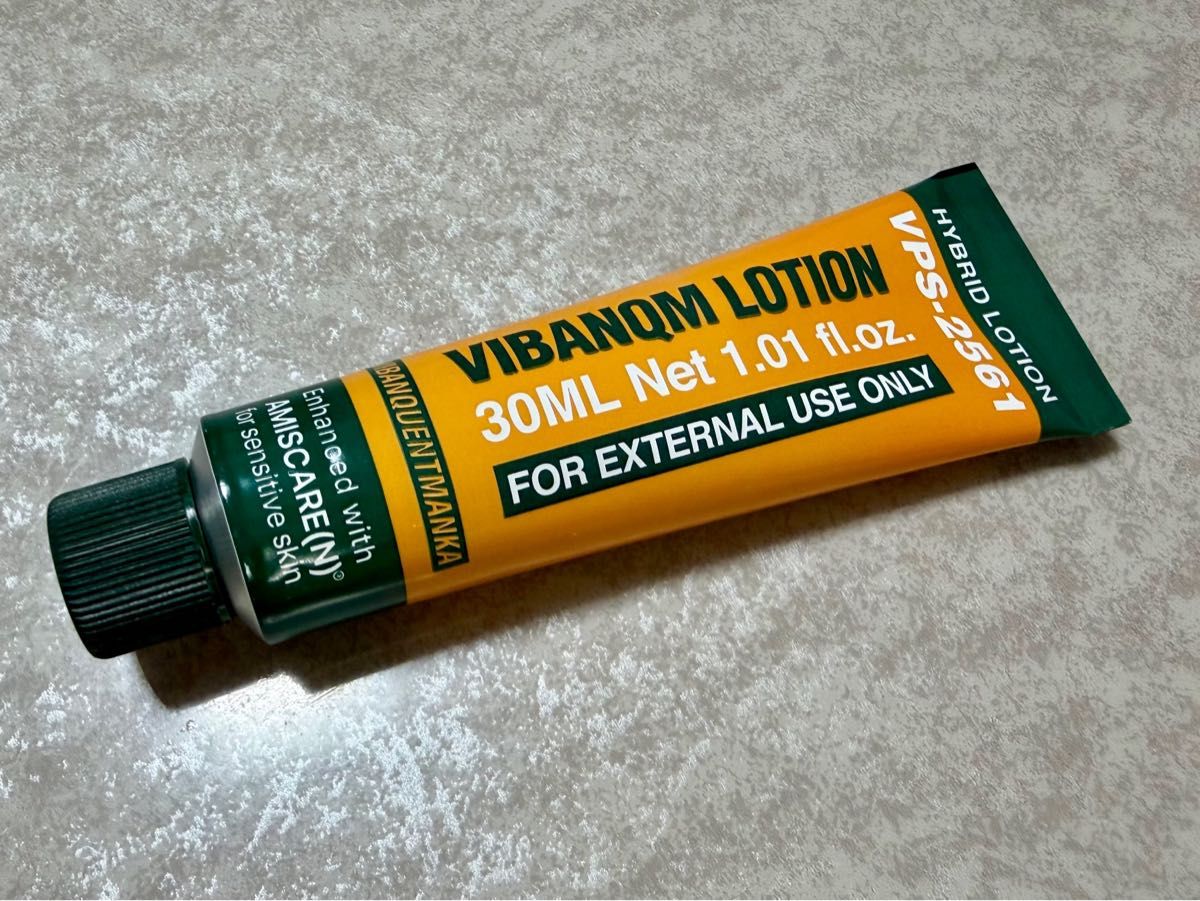 VIBANQM LOTION
30ML Net 1.01 fl.oz.
FOR EXTERNAL USE ONLY
HYBRID LOTION
VPS-2561
BANQUENTMANKA
Enhanced with
AMISCARE(N)
for sensitive skin